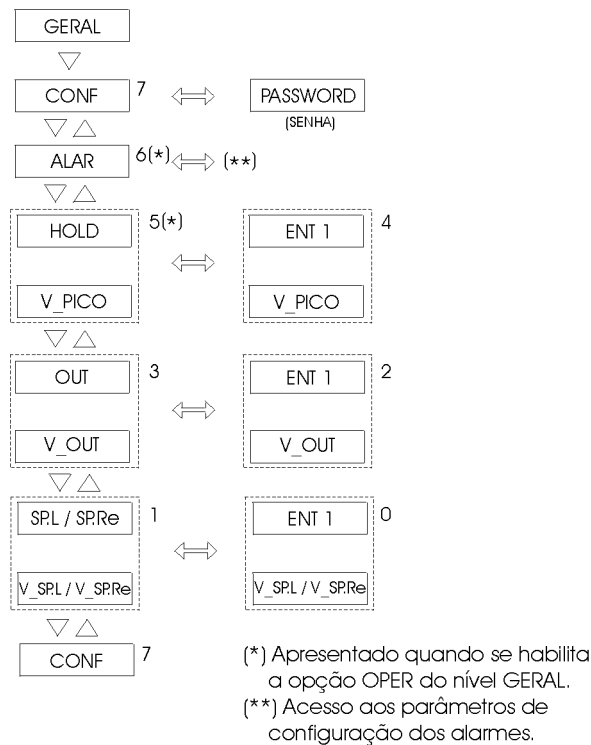 GERAL
CONF 7 PASSWORD
(SENHA)
ALAR 6(*) (**)
HOLD 5(*) ENT 1 4
V_PICO V_PICO
OUT 3 ENT 1 2
V_OUT V_OUT
SP.L / SP.Re 1 ENT 1 0
V_SP.L / V_SP.Re V_SP.L / V_SP.Re
CONF 7
(*) Apresentado quando se habilita
a opção OPER do nível GERAL.
(**) Acesso aos parâmetros de
configuração dos alarmes.